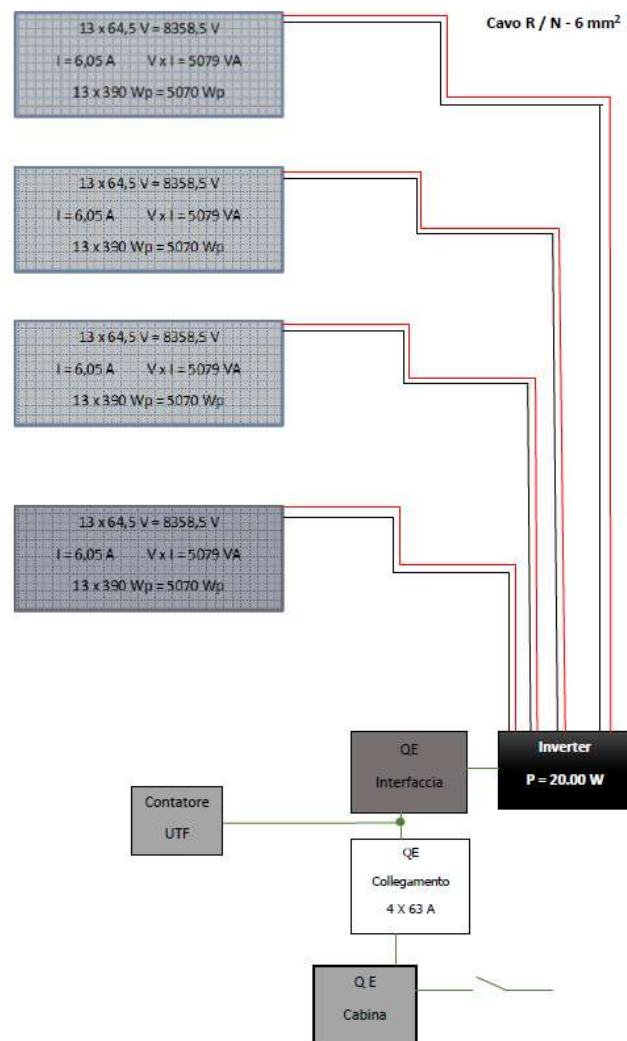 Cavo R / N - 6 mm²
13 x 64,5 V = 8358,5 V
I = 6,05 A V x I = 5079 VA
13 x 390 Wp = 5070 Wp
13 x 64,5 V = 8358,5 V
I = 6,05 A V x I = 5079 VA
13 x 390 Wp = 5070 Wp
13 x 64,5 V = 8358,5 V
I = 6,05 A V x I = 5079 VA
13 x 390 Wp = 5070 Wp
13 x 64,5 V = 8358,5 V
I = 6,05 A V x I = 5079 VA
13 x 390 Wp = 5070 Wp
Inverter
P = 20.00 W
QE
Interfaccia
Contatore
UTF
QE
Collegamento
4 X 63 A
Q E
Cabina